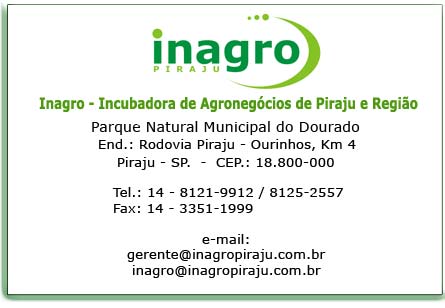 inagro
PIRAJU
Inagro - Incubadora de Agronegócios de Piraju e Região
Parque Natural Municipal do Dourado
End.: Rodovia Piraju - Ourinhos, Km 4
Piraju - SP. - CEP.: 18.800-000
Tel.: 14 - 8121-9912 / 8125-2557
Fax: 14 - 3351-1999
e-mail:
gerente@inagropiraju.com.br
inagro@inagropiraju.com.br